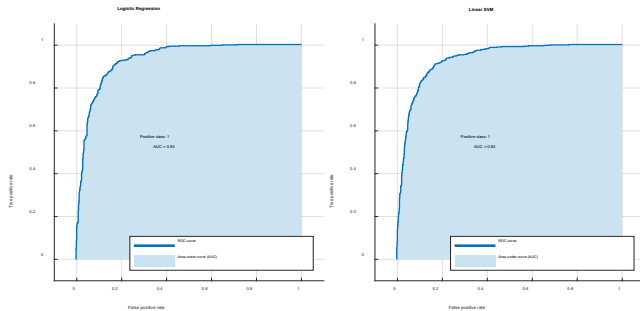 Logistic Regression
1
0.8
0.6
0.4
0.2
0
True positive rate
Positive class: 1
AUC = 0.93
ROC curve
Area under curve (AUC)
0
0.2
0.4
0.6
0.8
1
False positive rate
Linear SVM
1
0.8
0.6
0.4
0.2
0
True positive rate
Positive class: 1
AUC = 0.93
ROC curve
Area under curve (AUC)
0
0.2
0.4
0.6
0.8
1
False positive rate